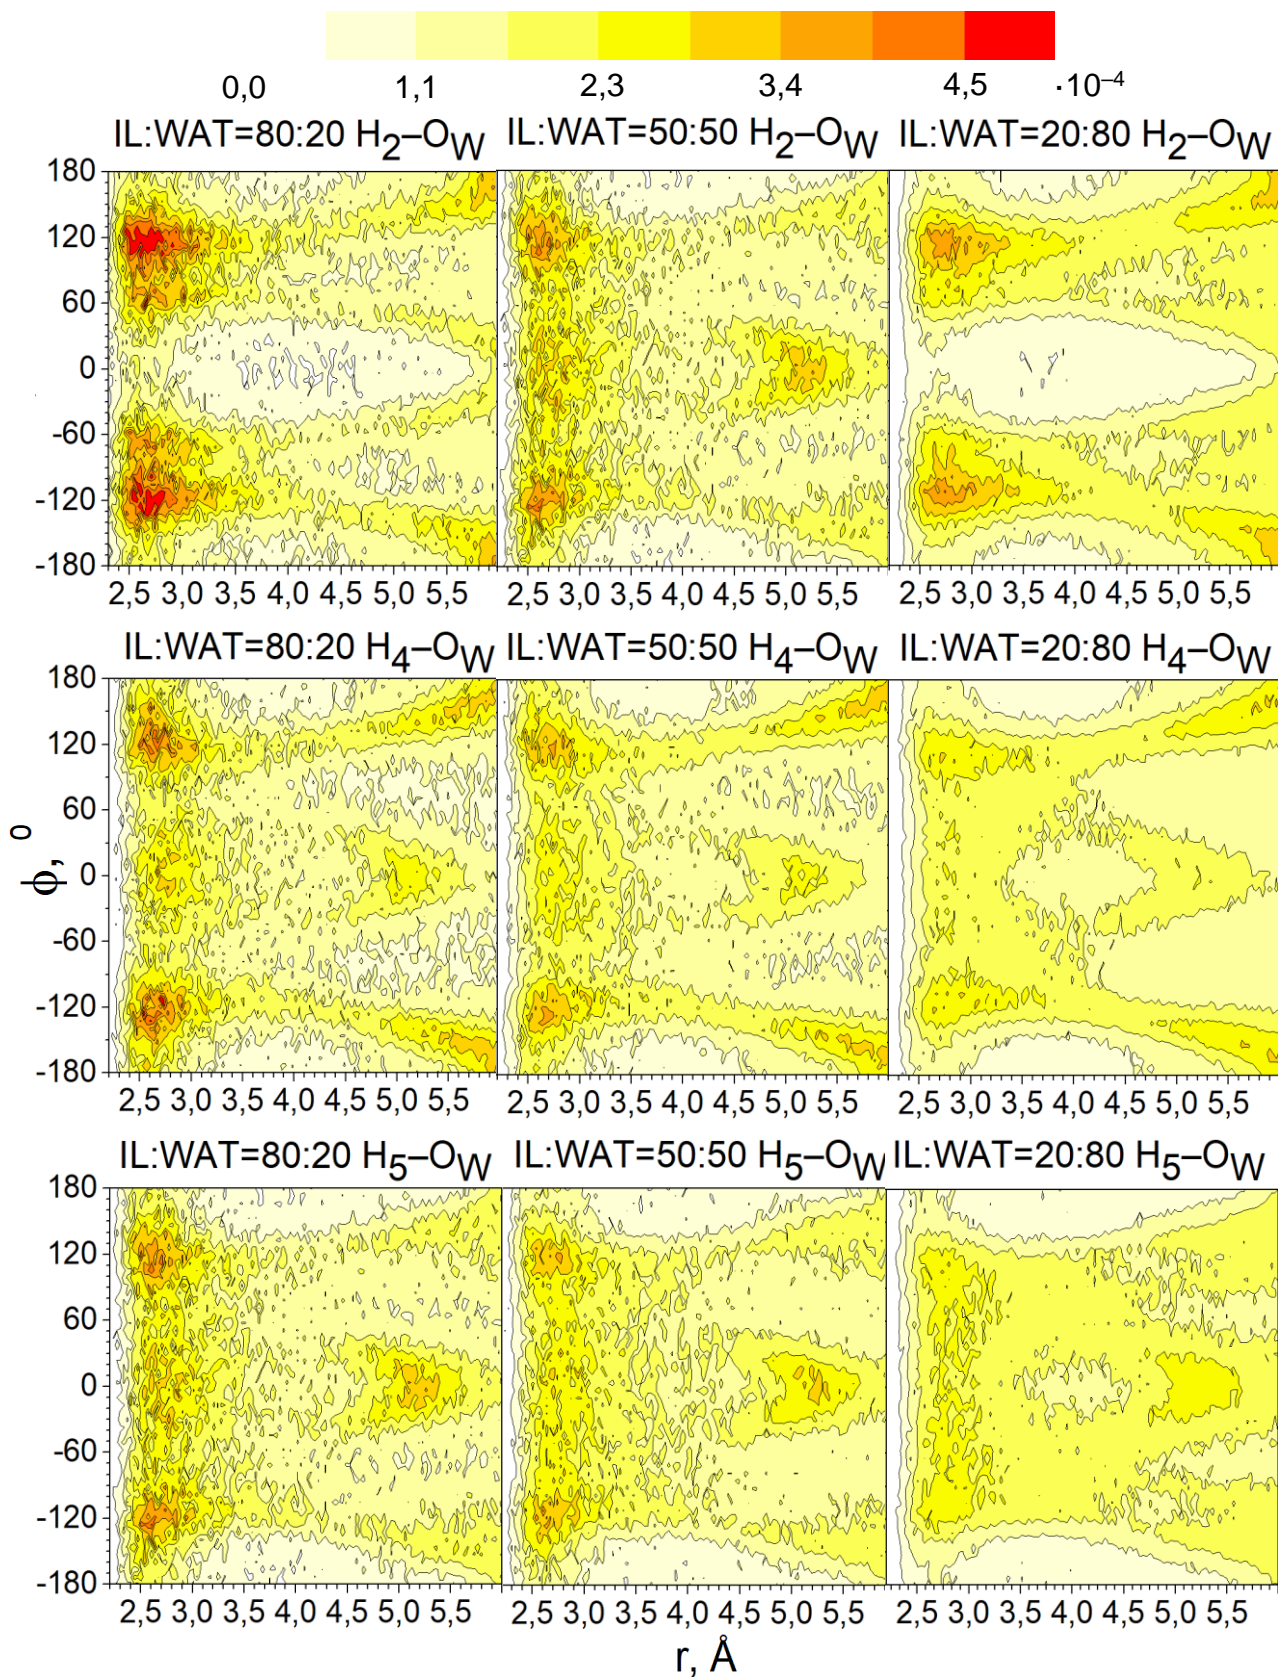 0,0 1,1 2,3 3,4 4,5 ·10⁻⁴
IL:WAT=80:20 H₂–O_W IL:WAT=50:50 H₂–O_W IL:WAT=20:80 H₂–O_W
180
120
60
0
-60
-120
-180
2,5 3,0 3,5 4,0 4,5 5,0 5,5 2,5 3,0 3,5 4,0 4,5 5,0 5,5 2,5 3,0 3,5 4,0 4,5 5,0 5,5
IL:WAT=80:20 H₄–O_W IL:WAT=50:50 H₄–O_W IL:WAT=20:80 H₄–O_W
180
120
60
0
-60
-120
-180
ϕ, ⁰
2,5 3,0 3,5 4,0 4,5 5,0 5,5 2,5 3,0 3,5 4,0 4,5 5,0 5,5 2,5 3,0 3,5 4,0 4,5 5,0 5,5
IL:WAT=80:20 H₅–O_W IL:WAT=50:50 H₅–O_W IL:WAT=20:80 H₅–O_W
180
120
60
0
-60
-120
-180
2,5 3,0 3,5 4,0 4,5 5,0 5,5 2,5 3,0 3,5 4,0 4,5 5,0 5,5 2,5 3,0 3,5 4,0 4,5 5,0 5,5
r, Å